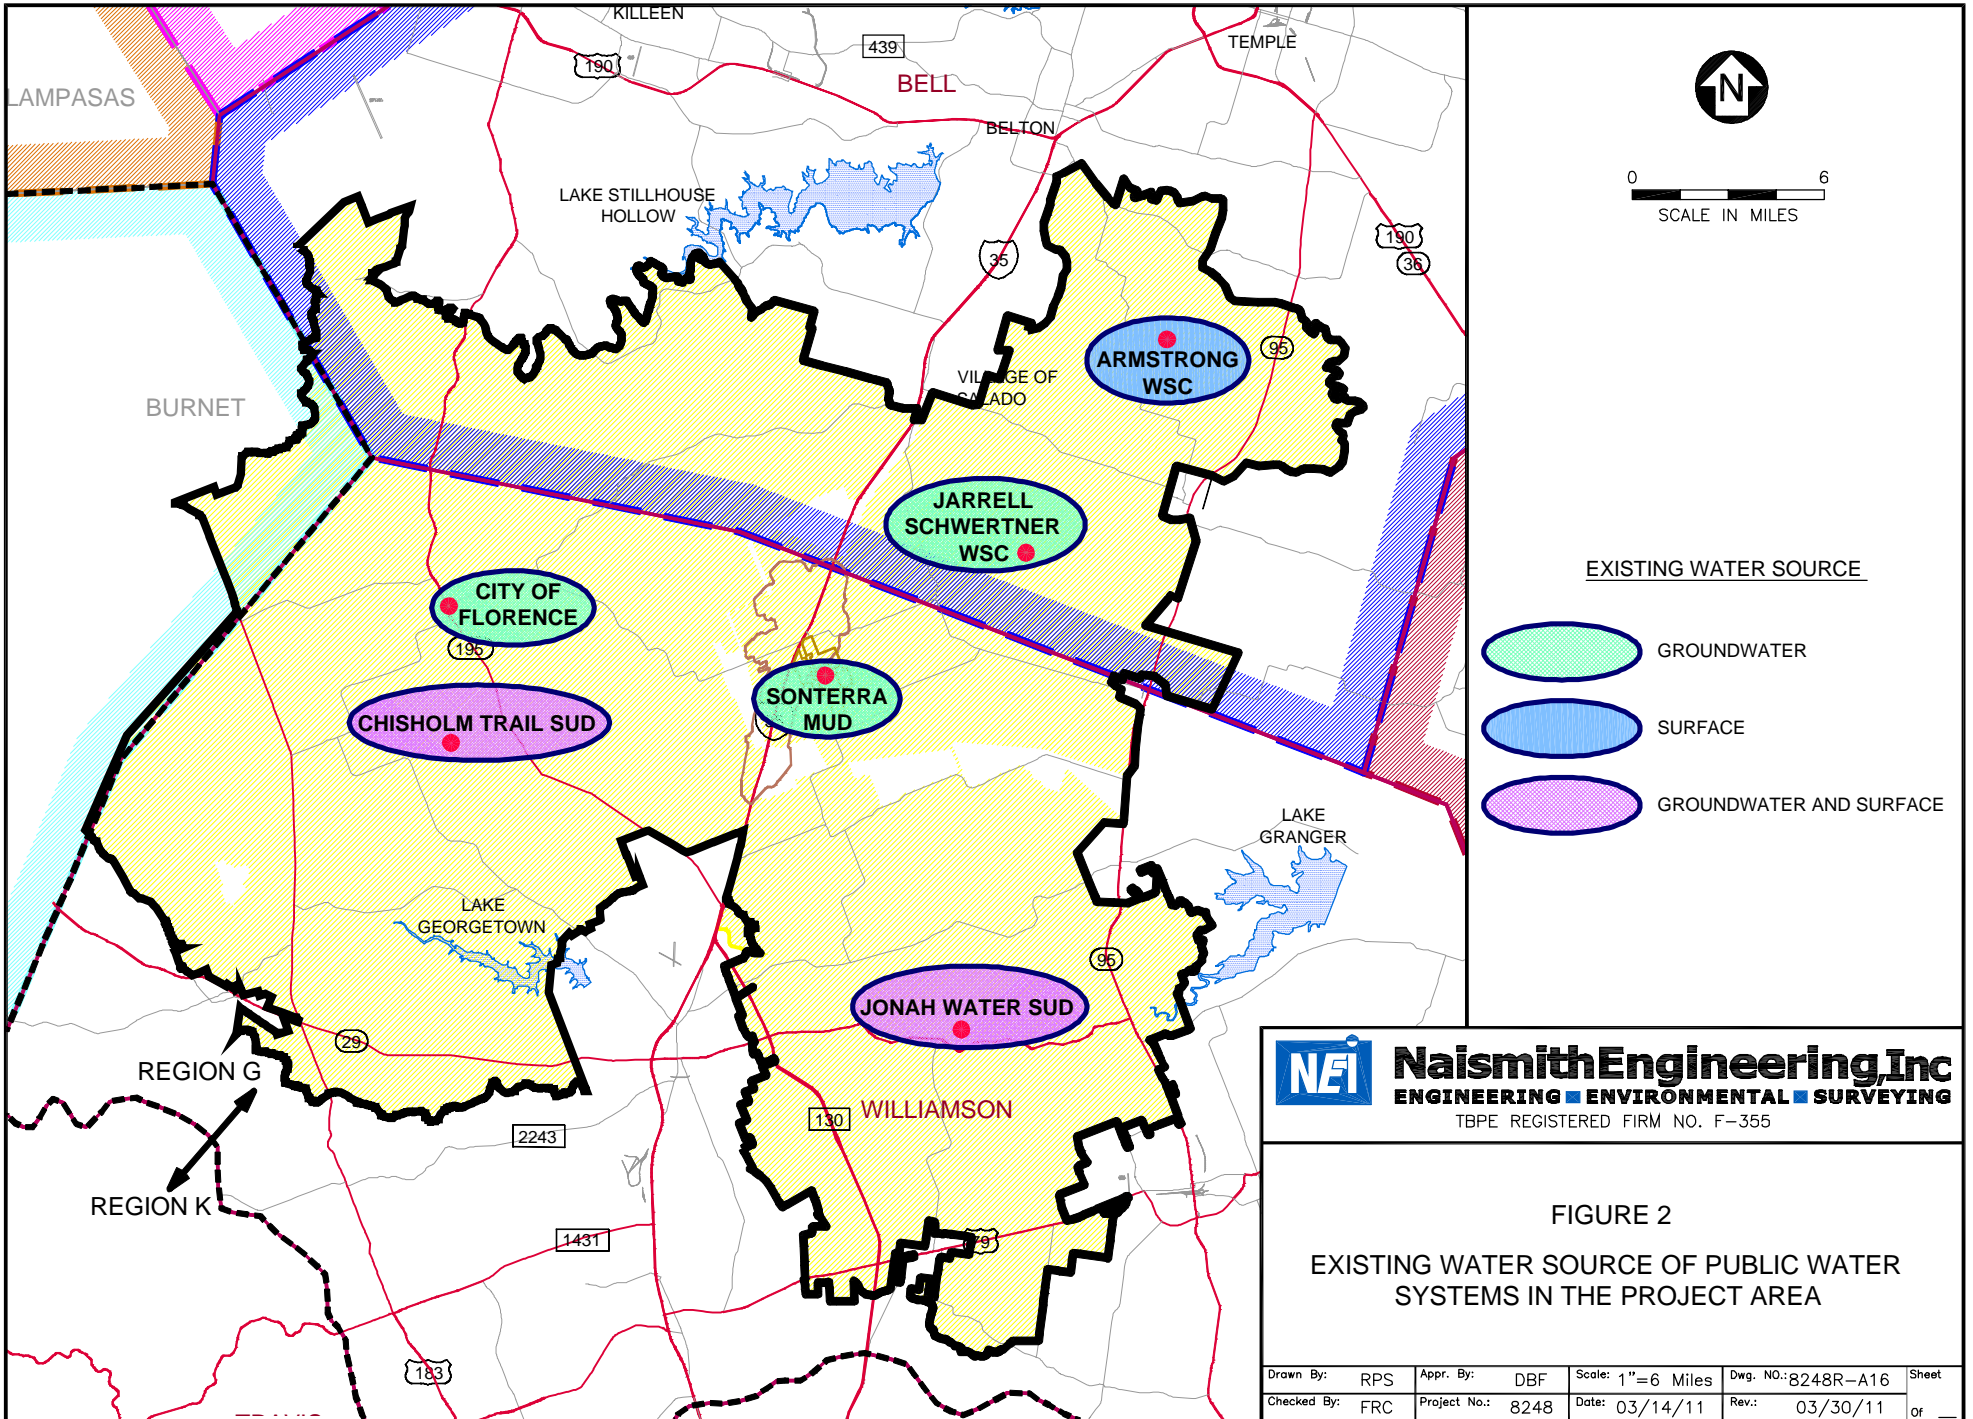 KILLEEN
TEMPLE
439
190
BELL
LAMPASAS
BELTON
LAKE STILLHOUSE
HOLLOW
35
190
36
95
ARMSTRONG
WSC
VILLAGE OF
SALADO
BURNET
JARRELL
SCHWERTNER
WSC
CITY OF
FLORENCE
195
SONTERRA
MUD
CHISHOLM TRAIL SUD
LAKE
GRANGER
LAKE
GEORGETOWN
95
JONAH WATER SUD
29
REGION G
REGION K
WILLIAMSON
130
2243
1431
79
183
N
0 6
SCALE IN MILES
EXISTING WATER SOURCE
GROUNDWATER
SURFACE
GROUNDWATER AND SURFACE
NEI
NaismithEngineering,Inc
ENGINEERING ■ ENVIRONMENTAL ■ SURVEYING
TBPE REGISTERED FIRM NO. F-355
FIGURE 2
EXISTING WATER SOURCE OF PUBLIC WATER
SYSTEMS IN THE PROJECT AREA
Drawn By: RPS Appr. By: DBF Scale: 1"=6 Miles Dwg. NO.: 8248R-A16 Sheet
Checked By: FRC Project No.: 8248 Date: 03/14/11 Rev.: 03/30/11 Of __